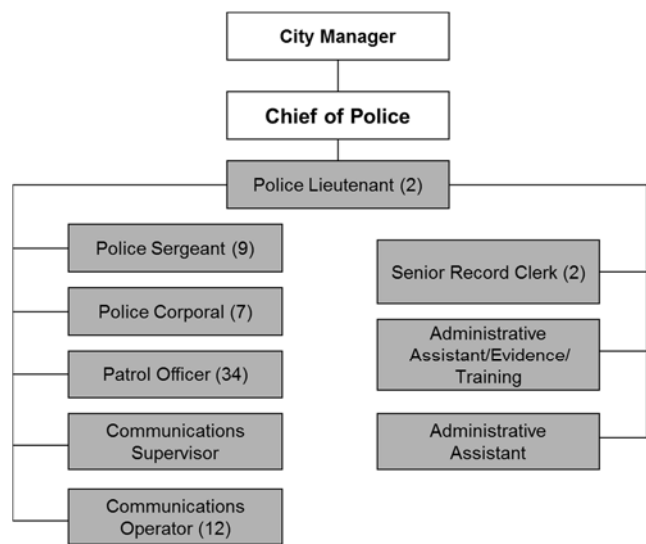 City Manager
Chief of Police
Police Lieutenant (2)
Police Sergeant (9)
Police Corporal (7)
Patrol Officer (34)
Communications
Supervisor
Communications
Operator (12)
Senior Record Clerk (2)
Administrative
Assistant/Evidence/
Training
Administrative
Assistant